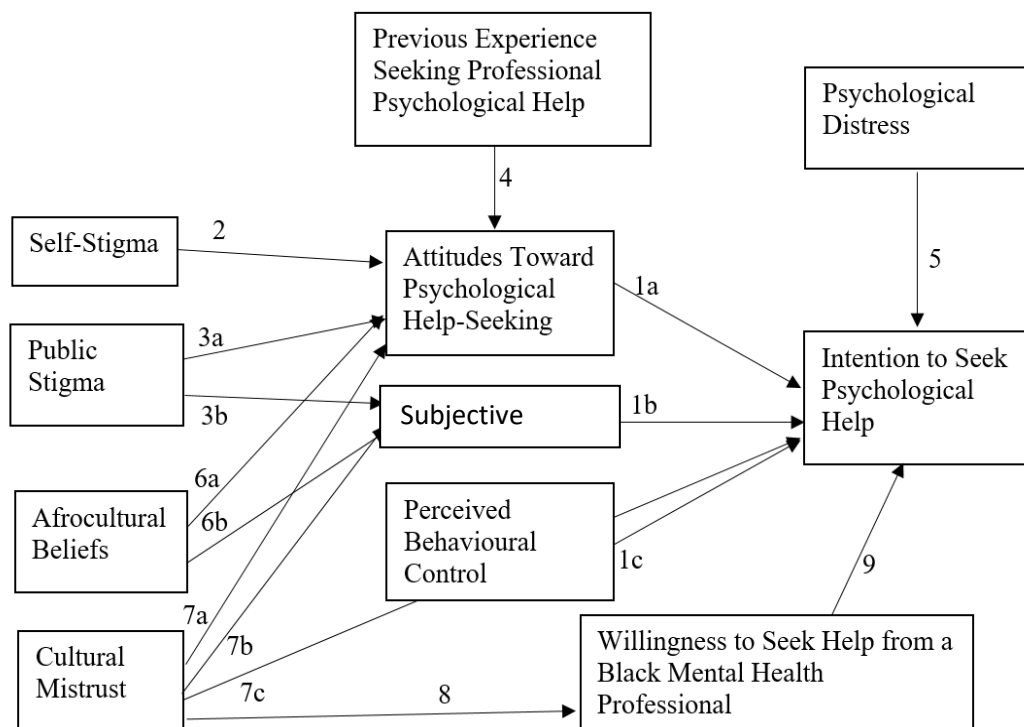 Previous Experience
Seeking Professional
Psychological Help
Psychological
Distress
4
5
Self-Stigma
2
Attitudes Toward
Psychological
Help-Seeking
1a
Public
Stigma
3a
3b
Subjective
1b
Intention to Seek
Psychological
Help
Afrocultural
Beliefs
6a
6b
Perceived
Behavioural
Control
1c
9
Cultural
Mistrust
7a
7b
7c
8
Willingness to Seek Help from a
Black Mental Health
Professional